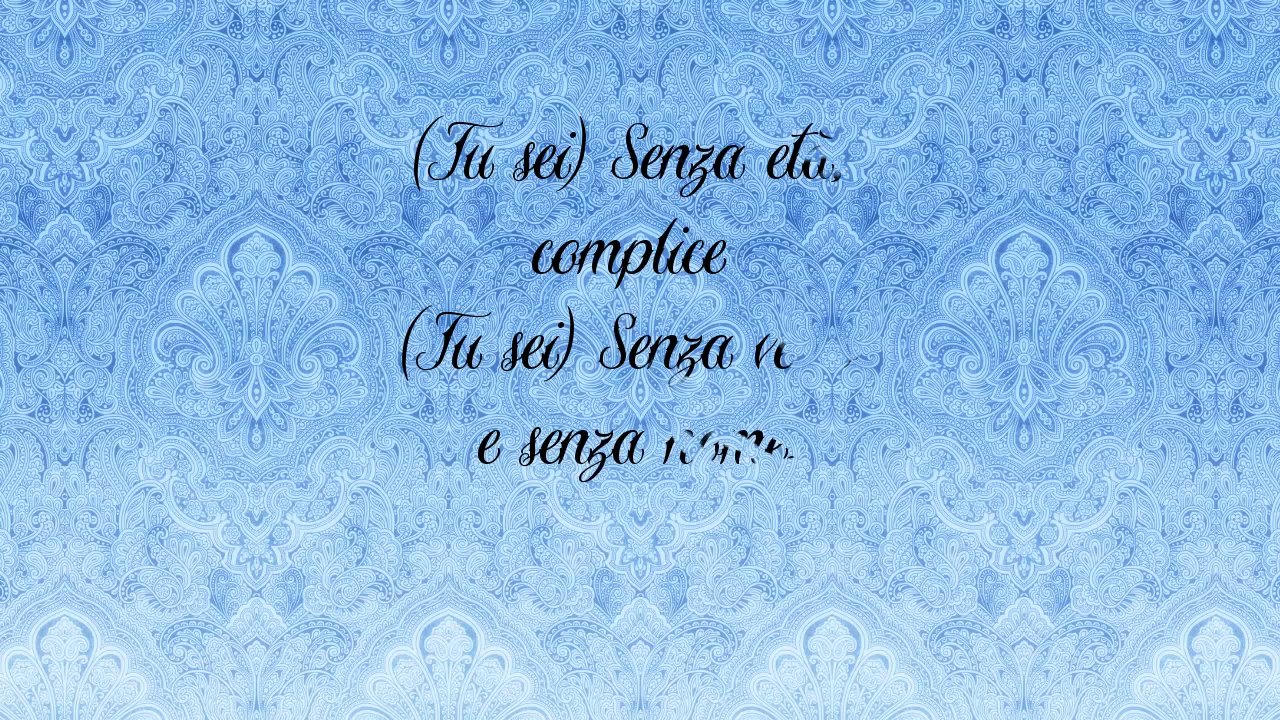 (Tu sei) Senza età,
complice
(Tu sei) Senza
e senza